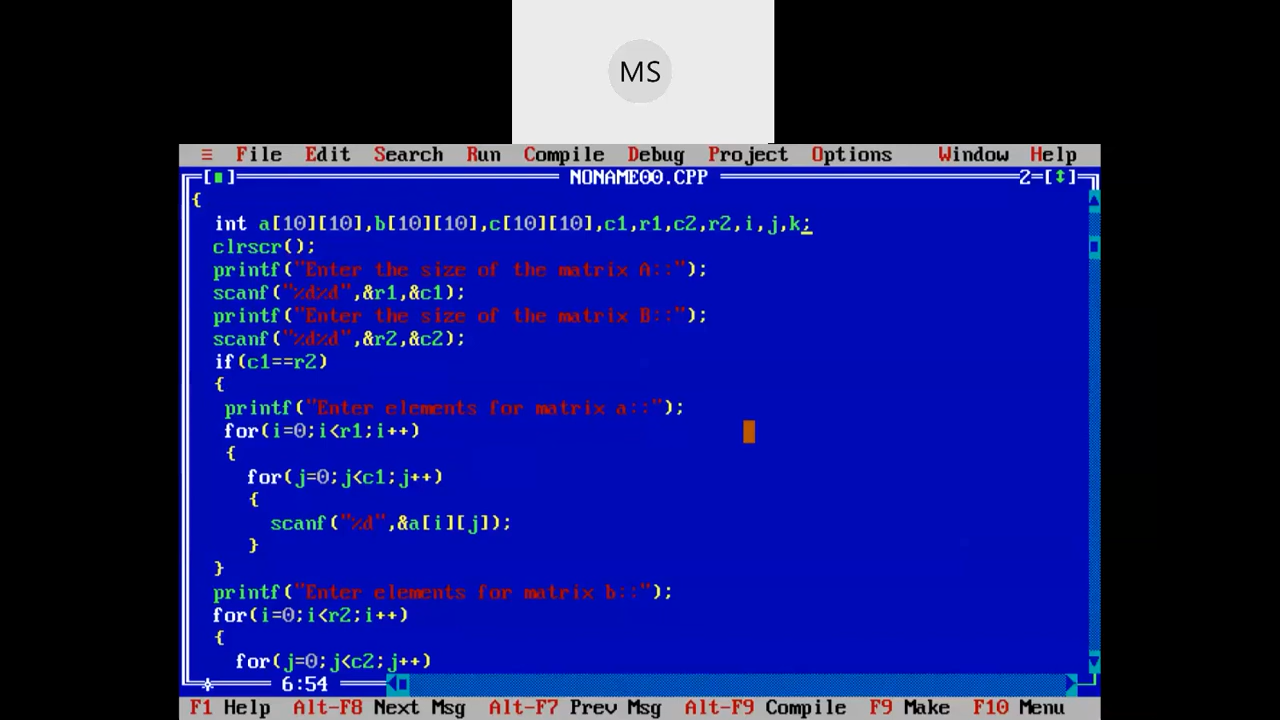 MS
≡ File Edit Search Run Compile Debug Project Options Window Help
[■] NONAME00.CPP 2=[↕]
{
int a[10][10],b[10][10],c[10][10],c1,r1,c2,r2,i,j,k;
clrscr();
printf("Enter the size of the matrix A::");
scanf("%d%d",&r1,&c1);
printf("Enter the size of the matrix B::");
scanf("%d%d",&r2,&c2);
if(c1==r2)
{
printf("Enter elements for matrix a::");
for(i=0;i<r1;i++)
{
for(j=0;j<c1;j++)
{
scanf("%d",&a[i][j]);
}
}
printf("Enter elements for matrix b::");
for(i=0;i<r2;i++)
{
for(j=0;j<c2;j++)
6:54
F1 Help Alt-F8 Next Msg Alt-F7 Prev Msg Alt-F9 Compile F9 Make F10 Menu